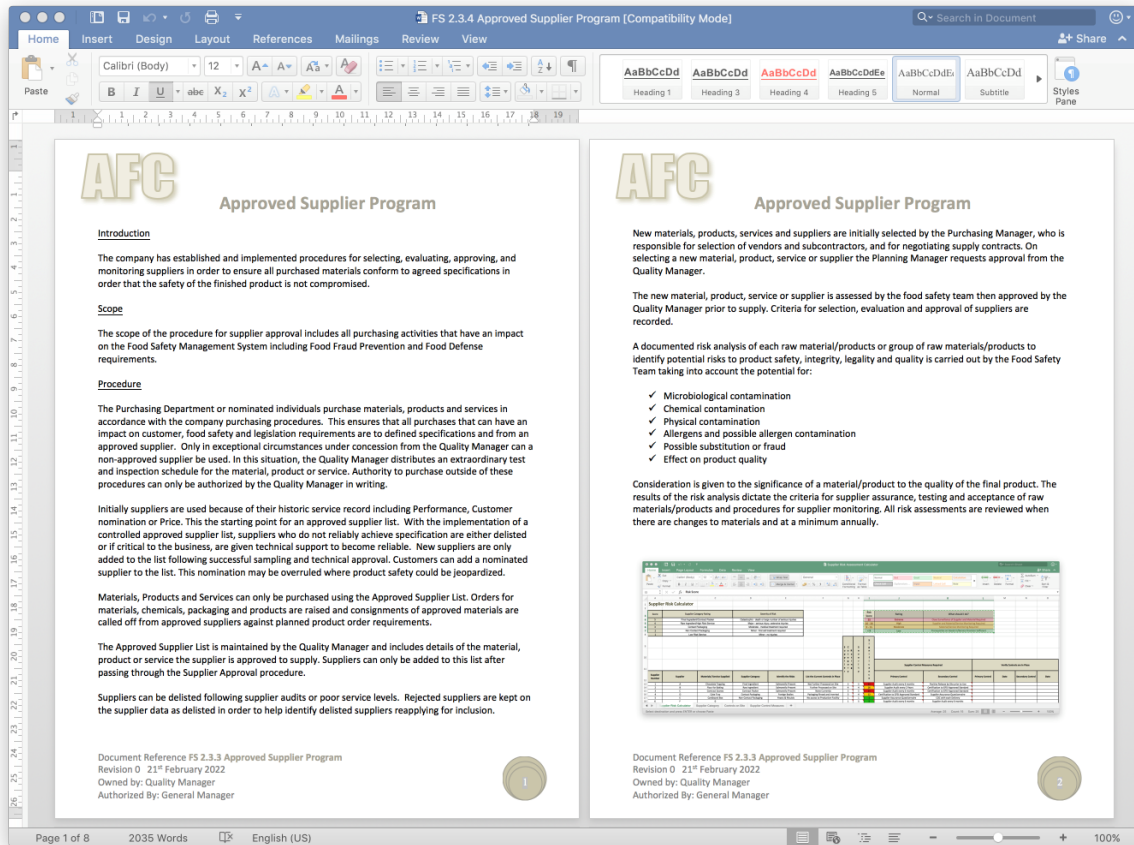 FS 2.3.4 Approved Supplier Program [Compatibility Mode]
Search in Document
Home Insert Design Layout References Mailings Review View
Share
Paste
Calibri (Body) 12
B I U abc X₂ X²
AaBbCcDd AaBbCcDd AaBbCcDd AaBbCcDdEe AaBbCcDdE AaBbCcDd
Heading 1 Heading 3 Heading 4 Heading 5 Normal Subtitle
Styles
Pane
AFC
Approved Supplier Program
Introduction
The company has established and implemented procedures for selecting, evaluating, approving, and
monitoring suppliers in order to ensure all purchased materials conform to agreed specifications in
order that the safety of the finished product is not compromised.
Scope
The scope of the procedure for supplier approval includes all purchasing activities that have an impact
on the Food Safety Management System including Food Fraud Prevention and Food Defense
requirements.
Procedure
The Purchasing Department or nominated individuals purchase materials, products and services in
accordance with the company purchasing procedures. This ensures that all purchases that can have an
impact on customer, food safety and legislation requirements are to defined specifications and from an
approved supplier. Only in exceptional circumstances under concession from the Quality Manager can a
non-approved supplier be used. In this situation, the Quality Manager distributes an extraordinary test
and inspection schedule for the material, product or service. Authority to purchase outside of these
procedures can only be authorized by the Quality Manager in writing.
Initially suppliers are used because of their historic service record including Performance, Customer
nomination or Price. This the starting point for an approved supplier list. With the implementation of a
controlled approved supplier list, suppliers who do not reliably achieve specification are either delisted
or if critical to the business, are given technical support to become reliable. New suppliers are only
added to the list following successful sampling and technical approval. Customers can add a nominated
supplier to the list. This nomination may be overruled where product safety could be jeopardized.
Materials, Products and Services can only be purchased using the Approved Supplier List. Orders for
materials, chemicals, packaging and products are raised and consignments of approved materials are
called off from approved suppliers against planned product order requirements.
The Approved Supplier List is maintained by the Quality Manager and includes details of the material,
product or service the supplier is approved to supply. Suppliers can only be added to this list after
passing through the Supplier Approval procedure.
Suppliers can be delisted following supplier audits or poor service levels. Rejected suppliers are kept on
the supplier data as delisted in order to help identify delisted suppliers reapplying for inclusion.
Document Reference FS 2.3.3 Approved Supplier Program
Revision 0 21st February 2022
Owned by: Quality Manager
Authorized By: General Manager
1
AFC
Approved Supplier Program
New materials, products, services and suppliers are initially selected by the Purchasing Manager, who is
responsible for selection of vendors and subcontractors, and for negotiating supply contracts. On
selecting a new material, product, service or supplier the Planning Manager requests approval from the
Quality Manager.
The new material, product, service or supplier is assessed by the food safety team then approved by the
Quality Manager prior to supply. Criteria for selection, evaluation and approval of suppliers are
recorded.
A documented risk analysis of each raw material/products or group of raw materials/products to
identify potential risks to product safety, integrity, legality and quality is carried out by the Food Safety
Team taking into account the potential for:
✓ Microbiological contamination
✓ Chemical contamination
✓ Physical contamination
✓ Allergens and possible allergen contamination
✓ Possible substitution or fraud
✓ Effect on product quality
Consideration is given to the significance of a material/product to the quality of the final product. The
results of the risk analysis dictate the criteria for supplier assurance, testing and acceptance of raw
materials/products and procedures for supplier monitoring. All risk assessments are reviewed when
there are changes to materials and at a minimum annually.
Supplier Risk Calculator
Document Reference FS 2.3.3 Approved Supplier Program
Revision 0 21st February 2022
Owned by: Quality Manager
Authorized By: General Manager
2
Page 1 of 8 2035 Words English (US) 100%